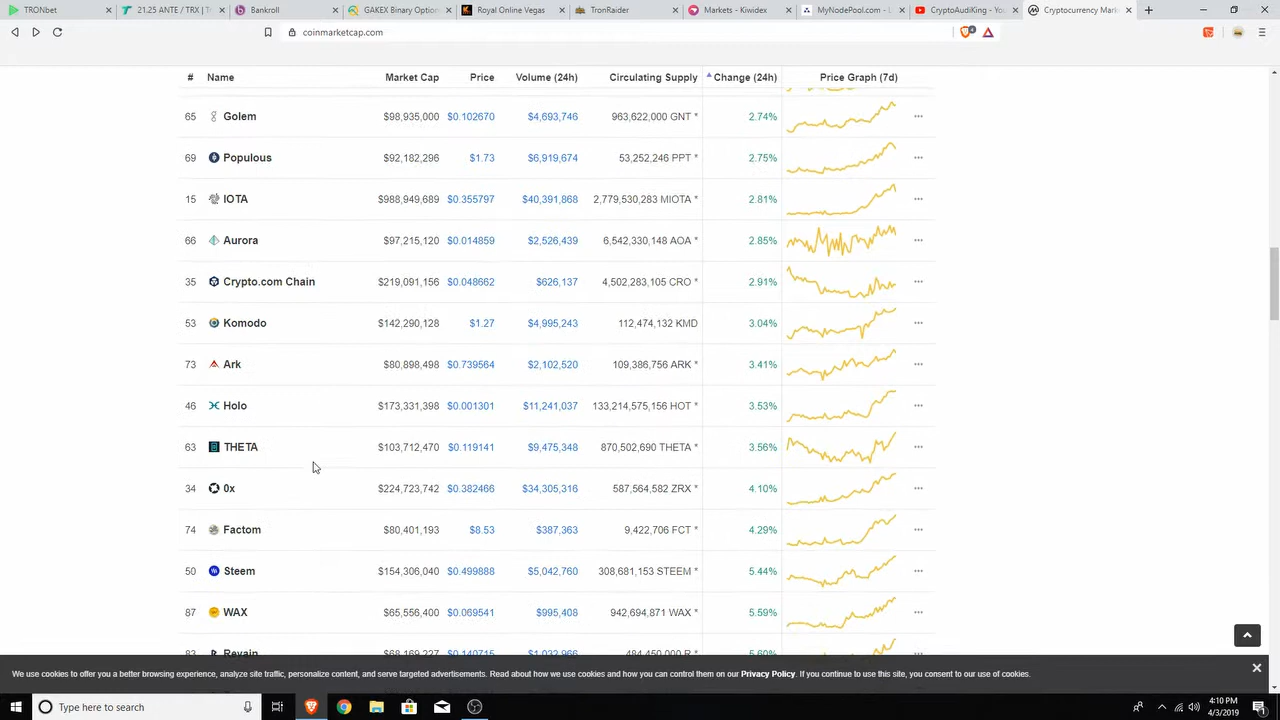 TRONbet
21.25 ANTE / TRX | T
Bankroll
GAKEX Binary Option
Royal Online Vegas
TronRaider
Markets - Kiwidex
MyNodePool.com - L
CryptoAudiKing - You
Cryptocurrency Mark
coinmarketcap.com
# Name Market Cap Price Volume (24h) Circulating Supply Change (24h) Price Graph (7d)
65 Golem $98,935,000 $0.102670 $4,693,746 963,622,000 GNT * 2.74%
69 Populous $92,182,296 $1.73 $6,919,674 53,252,246 PPT * 2.75%
15 IOTA $988,949,689 $0.355797 $40,391,868 2,779,530,283 MIOTA * 2.81%
66 Aurora $97,215,120 $0.014859 $2,526,439 6,542,330,148 AOA * 2.85%
35 Crypto.com Chain $219,091,156 $0.048662 $626,137 4,502,283,105 CRO * 2.91%
53 Komodo $142,290,128 $1.27 $4,995,243 112,474,132 KMD 3.04%
73 Ark $80,898,498 $0.739564 $2,102,520 109,386,756 ARK * 3.41%
46 Holo $173,331,398 $0.001301 $11,241,037 133,214,575,156 HOT * 3.53%
63 THETA $103,712,470 $0.119141 $9,475,348 870,502,690 THETA * 3.56%
34 0x $224,723,742 $0.382466 $34,305,316 587,564,582 ZRX * 4.10%
74 Factom $80,401,193 $8.53 $387,363 9,422,706 FCT * 4.29%
50 Steem $154,306,040 $0.499888 $5,042,760 308,681,153 STEEM * 5.44%
87 WAX $65,556,400 $0.069541 $995,408 942,694,871 WAX * 5.59%
83 Revain $68,169,227 $0.140715 $1,032,966 484,450,000 R * 5.60%
We use cookies to offer you a better browsing experience, analyze site traffic, personalize content, and serve targeted advertisements. Read about how we use cookies and how you can control them on our Privacy Policy. If you continue to use this site, you consent to our use of cookies.
Type here to search
4:10 PM
4/3/2019